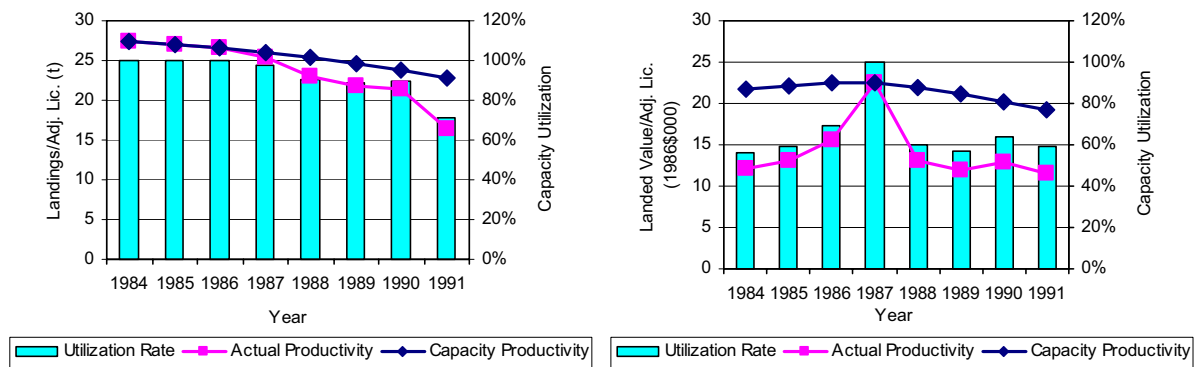 Landings/Adj. Lic. (t)
30
25
20
15
10
5
0
120%
100%
80%
60%
40%
20%
0%
Capacity Utilization
1984 1985 1986 1987 1988 1989 1990 1991
Year
Utilization Rate Actual Productivity Capacity Productivity
Landed Value/Adj. Lic.
(1986$000)
30
25
20
15
10
5
0
120%
100%
80%
60%
40%
20%
0%
Capacity Utilization
1984 1985 1986 1987 1988 1989 1990 1991
Year
Utilization Rate Actual Productivity Capacity Productivity